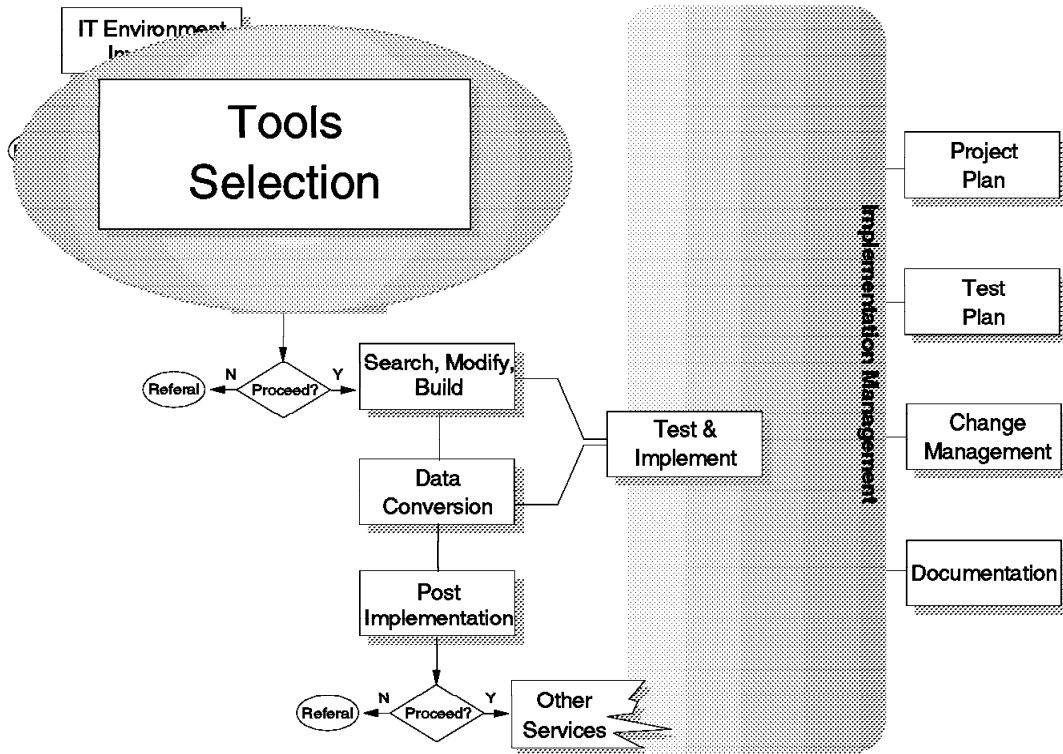 IT Environment
Tools
Selection
Project
Plan
Implementation Management
Test
Plan
Search, Modify,
Build
N
Y
Referal
Proceed?
Test &
Implement
Change
Management
Data
Conversion
Documentation
Post
Implementation
N
Y
Referal
Proceed?
Other
Services